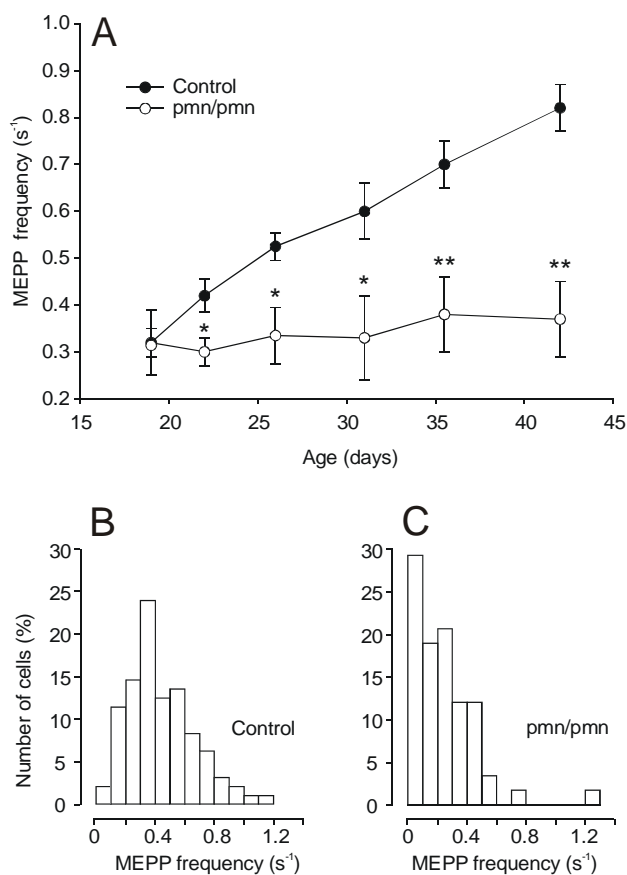 A
1.0
0.9
0.8
0.7
0.6
0.5
0.4
0.3
0.2
MEPP frequency (s⁻¹)
Control
pmn/pmn
*
*
*
**
**
15 20 25 30 35 40 45
Age (days)
B
30
25
20
15
10
5
0
Number of cells (%)
Control
0 0.4 0.8 1.2
MEPP frequency (s⁻¹)
C
30
25
20
15
10
5
0
pmn/pmn
0 0.4 0.8 1.2
MEPP frequency (s⁻¹)